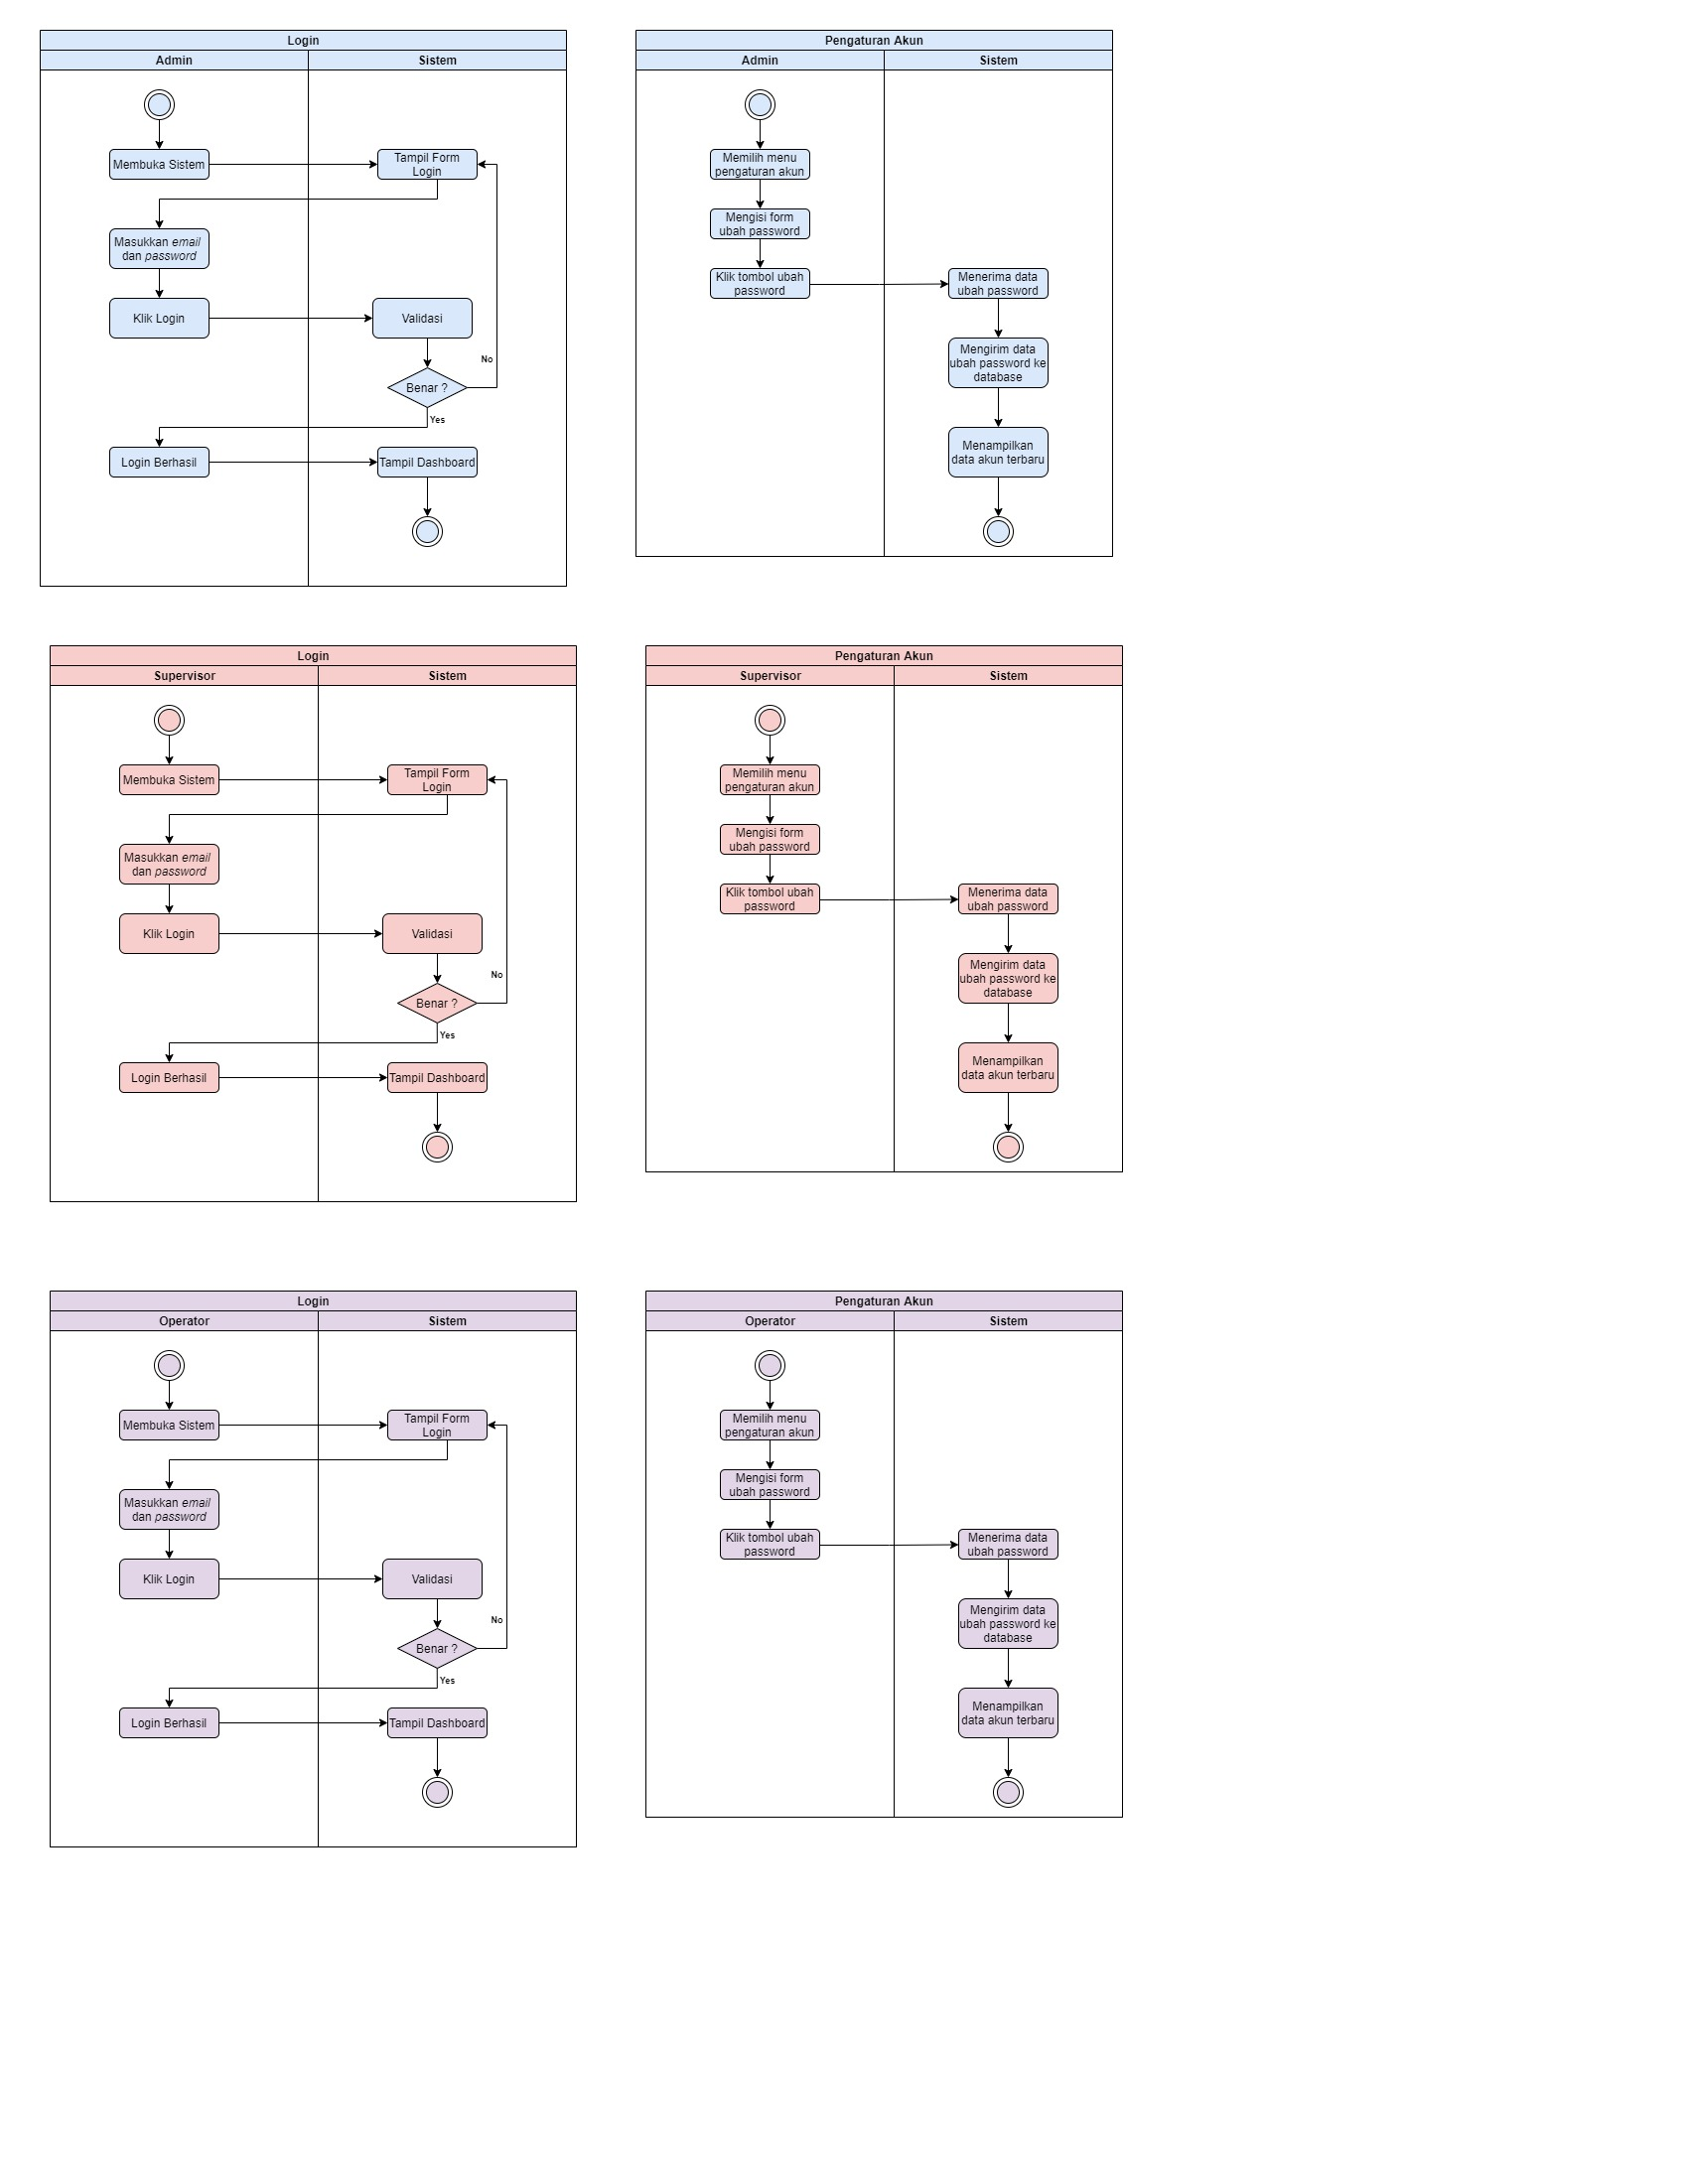 Login
Admin
Sistem
Membuka Sistem
Tampil Form
Login
Masukkan email
dan password
Klik Login
Validasi
No
Benar ?
Yes
Login Berhasil
Tampil Dashboard
Pengaturan Akun
Admin
Sistem
Memilih menu
pengaturan akun
Mengisi form
ubah password
Klik tombol ubah
password
Menerima data
ubah password
Mengirim data
ubah password ke
database
Menampilkan
data akun terbaru
Login
Supervisor
Sistem
Membuka Sistem
Tampil Form
Login
Masukkan email
dan password
Klik Login
Validasi
No
Benar ?
Yes
Login Berhasil
Tampil Dashboard
Pengaturan Akun
Supervisor
Sistem
Memilih menu
pengaturan akun
Mengisi form
ubah password
Klik tombol ubah
password
Menerima data
ubah password
Mengirim data
ubah password ke
database
Menampilkan
data akun terbaru
Login
Operator
Sistem
Membuka Sistem
Tampil Form
Login
Masukkan email
dan password
Klik Login
Validasi
No
Benar ?
Yes
Login Berhasil
Tampil Dashboard
Pengaturan Akun
Operator
Sistem
Memilih menu
pengaturan akun
Mengisi form
ubah password
Klik tombol ubah
password
Menerima data
ubah password
Mengirim data
ubah password ke
database
Menampilkan
data akun terbaru